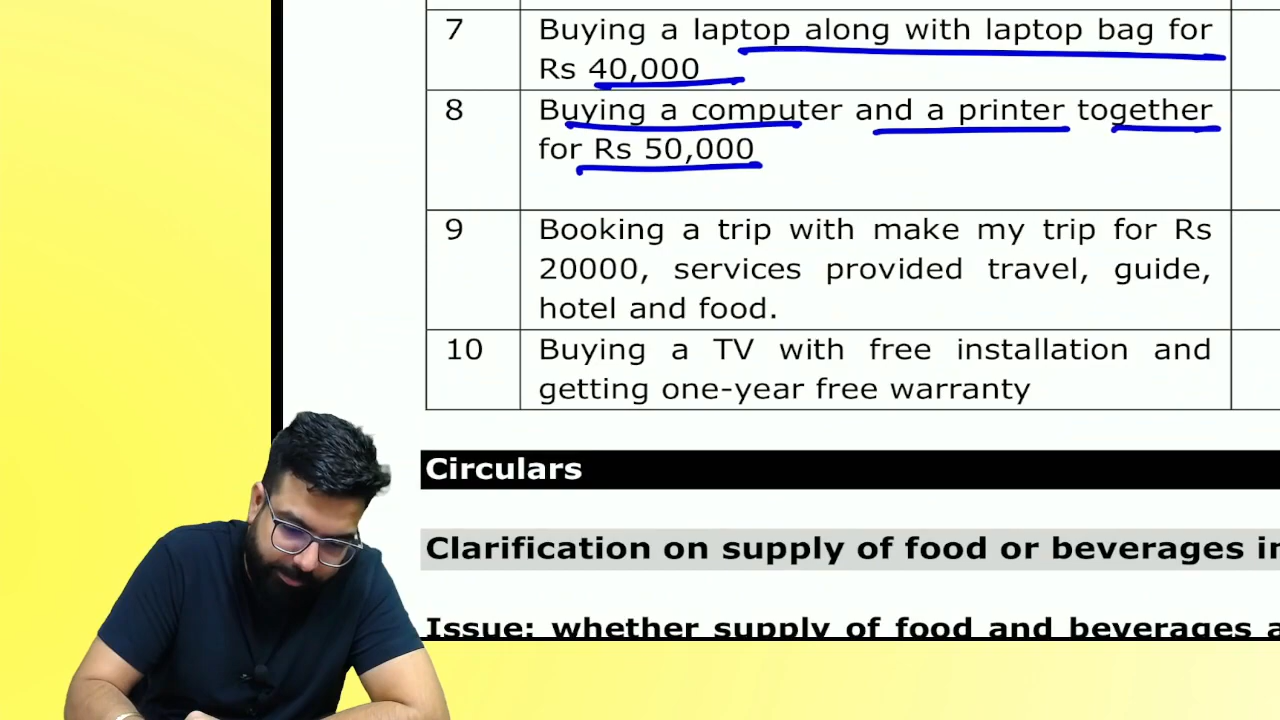 7
Buying a laptop along with laptop bag for
Rs 40,000
8
Buying a computer and a printer together
for Rs 50,000
9
Booking a trip with make my trip for Rs
20000, services provided travel, guide,
hotel and food.
10
Buying a TV with free installation and
getting one-year free warranty
Circulars
Clarification on supply of food or beverages in
Issue: whether supply of food and beverages a